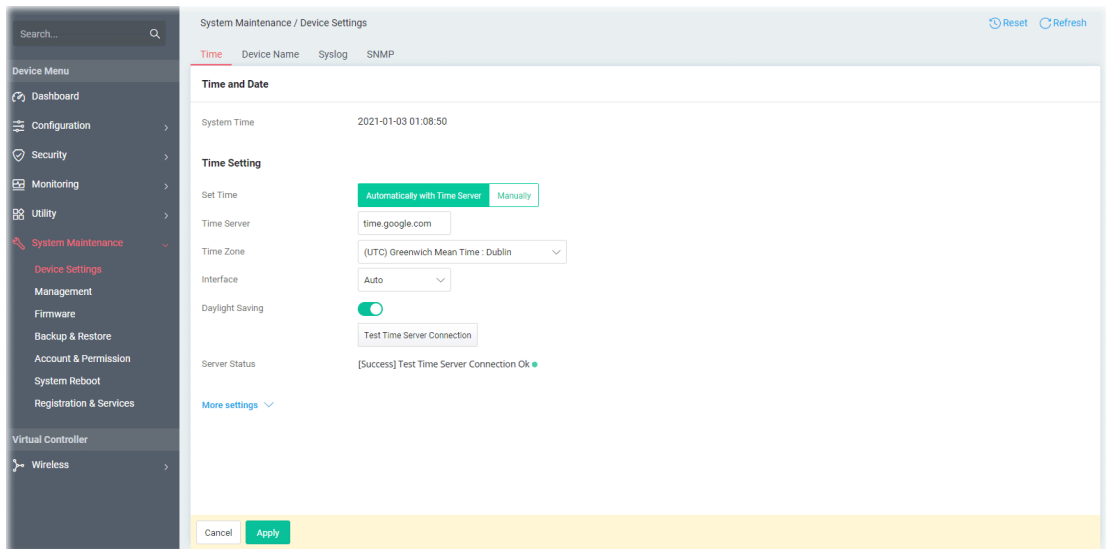 Search...
Device Menu
Dashboard
Configuration
Security
Monitoring
Utility
System Maintenance
Device Settings
Management
Firmware
Backup & Restore
Account & Permission
System Reboot
Registration & Services
Virtual Controller
Wireless
System Maintenance / Device Settings
Reset Refresh
Time Device Name Syslog SNMP
Time and Date
System Time 2021-01-03 01:08:50
Time Setting
Set Time Automatically with Time Server Manually
Time Server time.google.com
Time Zone (UTC) Greenwich Mean Time : Dublin
Interface Auto
Daylight Saving
Test Time Server Connection
Server Status [Success] Test Time Server Connection Ok
More settings
Cancel Apply